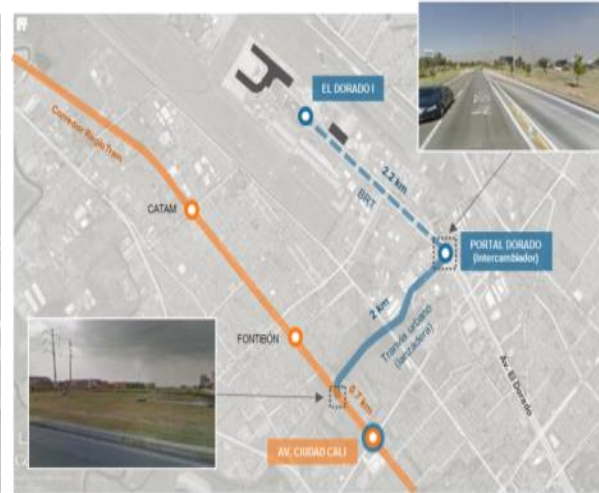 EL DORADO I
Corredor RegioTram
2.2 km
BRT
CATAM
PORTAL DORADO
(Intercambiador)
2 km
Tranvía urbano
(lanzadera)
FONTIBÓN
Av. El Dorado
0.7 km
AV. CIUDAD CALI